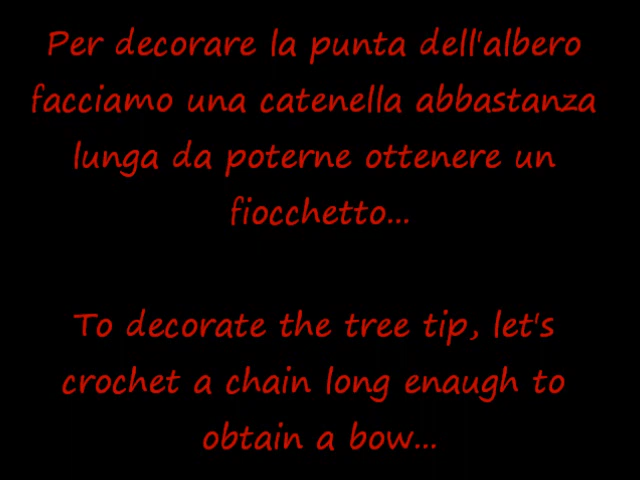 Per decorare la punta dell'albero
facciamo una catenella abbastanza
lunga da poterne ottenere un
fiocchetto...
To decorate the tree tip, let's
crochet a chain long enaugh to
obtain a bow...